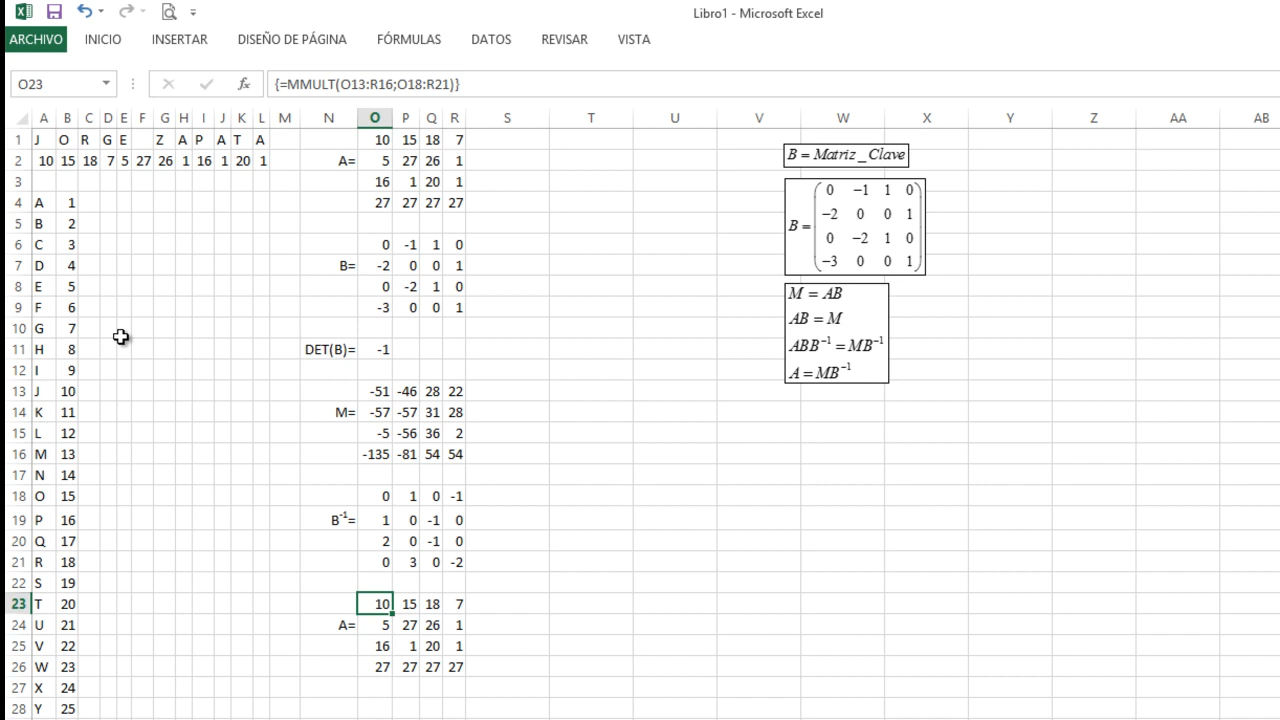 Libro1 - Microsoft Excel
ARCHIVO INICIO INSERTAR DISEÑO DE PÁGINA FÓRMULAS DATOS REVISAR VISTA
O23 fx {=MMULT(O13:R16;O18:R21)}
A B C D E F G H I J K L M N O P Q R S T U V W X Y Z AA AB
1 J O R G E Z A P A T A 10 15 18 7
2 10 15 18 7 5 27 26 1 16 1 20 1 A= 5 27 26 1
3 16 1 20 1
4 A 1 27 27 27 27
5 B 2
6 C 3 0 -1 1 0
7 D 4 B= -2 0 0 1
8 E 5 0 -2 1 0
9 F 6 -3 0 0 1
10 G 7
11 H 8 DET(B)= -1
12 I 9
13 J 10 -51 -46 28 22
14 K 11 M= -57 -57 31 28
15 L 12 -5 -56 36 2
16 M 13 -135 -81 54 54
17 N 14
18 O 15 0 1 0 -1
19 P 16 B⁻¹= 1 0 -1 0
20 Q 17 2 0 -1 0
21 R 18 0 3 0 -2
22 S 19
23 T 20 10 15 18 7
24 U 21 A= 5 27 26 1
25 V 22 16 1 20 1
26 W 23 27 27 27 27
27 X 24
28 Y 25
B = Matriz_Clave
0 -1 1 0
-2 0 0 1
B =
0 -2 1 0
-3 0 0 1
M = AB
AB = M
ABB⁻¹ = MB⁻¹
A = MB⁻¹